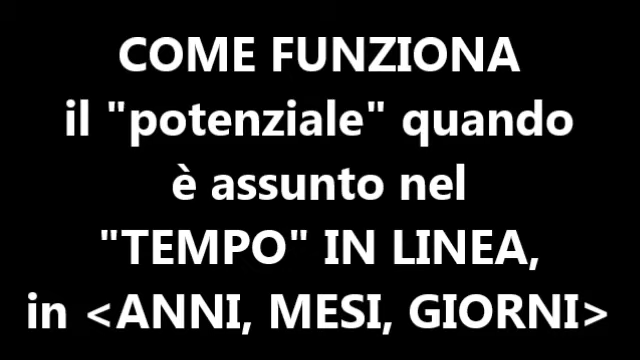 COME FUNZIONA
il "potenziale" quando
è assunto nel
"TEMPO" IN LINEA,
in <ANNI, MESI, GIORNI>